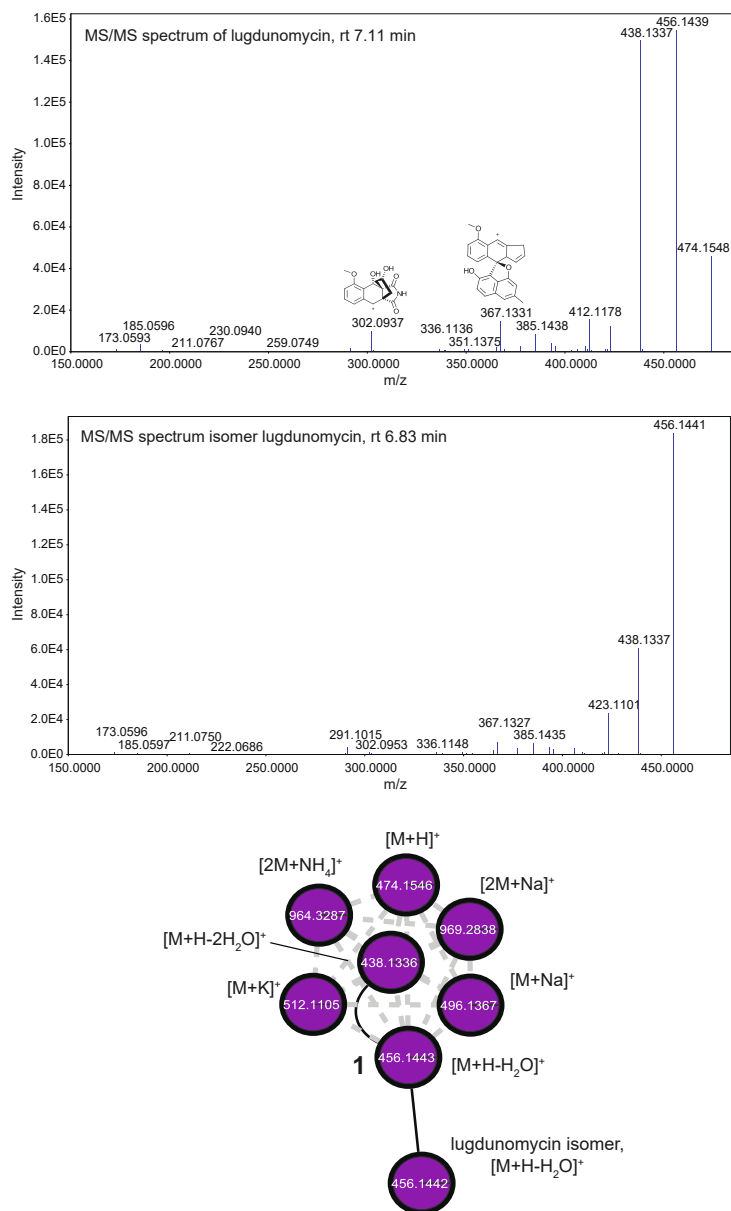 1.6E5
MS/MS spectrum of lugdunomycin, rt 7.11 min
456.1439
438.1337
1.4E5
1.2E5
1.0E5
Intensity
8.0E4
6.0E4
474.1548
4.0E4
O
HO
O
O
OH
OH
O
NH
O
2.0E4
367.1331
412.1178
302.0937
385.1438
336.1136
351.1375
185.0596
230.0940
173.0593
211.0767
259.0749
0.0E0
150.0000
200.0000
250.0000
300.0000
350.0000
400.0000
450.0000
m/z
456.1441
1.8E5
MS/MS spectrum isomer lugdunomycin, rt 6.83 min
1.6E5
1.4E5
1.2E5
1.0E5
Intensity
8.0E4
6.0E4
438.1337
4.0E4
423.1101
2.0E4
367.1327
385.1435
173.0596
211.0750
291.1015
336.1148
185.0597
222.0686
302.0953
0.0E0
150.0000
200.0000
250.0000
300.0000
350.0000
400.0000
450.0000
m/z
[M+H]+
[2M+NH4]+
[2M+Na]+
474.1546
964.3287
969.2838
[M+H-2H2O]+
438.1336
[M+K]+
[M+Na]+
512.1105
496.1367
1
456.1443
[M+H-H2O]+
lugdunomycin isomer,
[M+H-H2O]+
456.1442